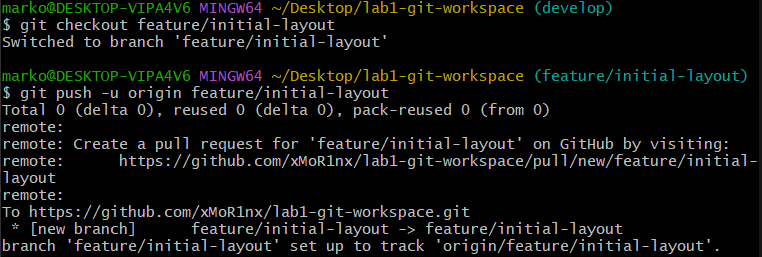 marko@DESKTOP-VIPA4V6 MINGW64 ~/Desktop/lab1-git-workspace (develop)
$ git checkout feature/initial-layout
Switched to branch 'feature/initial-layout'
marko@DESKTOP-VIPA4V6 MINGW64 ~/Desktop/lab1-git-workspace (feature/initial-layout)
$ git push -u origin feature/initial-layout
Total 0 (delta 0), reused 0 (delta 0), pack-reused 0 (from 0)
remote:
remote: Create a pull request for 'feature/initial-layout' on GitHub by visiting:
remote:      https://github.com/xMoR1nx/lab1-git-workspace/pull/new/feature/initial-
layout
remote:
To https://github.com/xMoR1nx/lab1-git-workspace.git
 * [new branch]      feature/initial-layout -> feature/initial-layout
branch 'feature/initial-layout' set up to track 'origin/feature/initial-layout'.